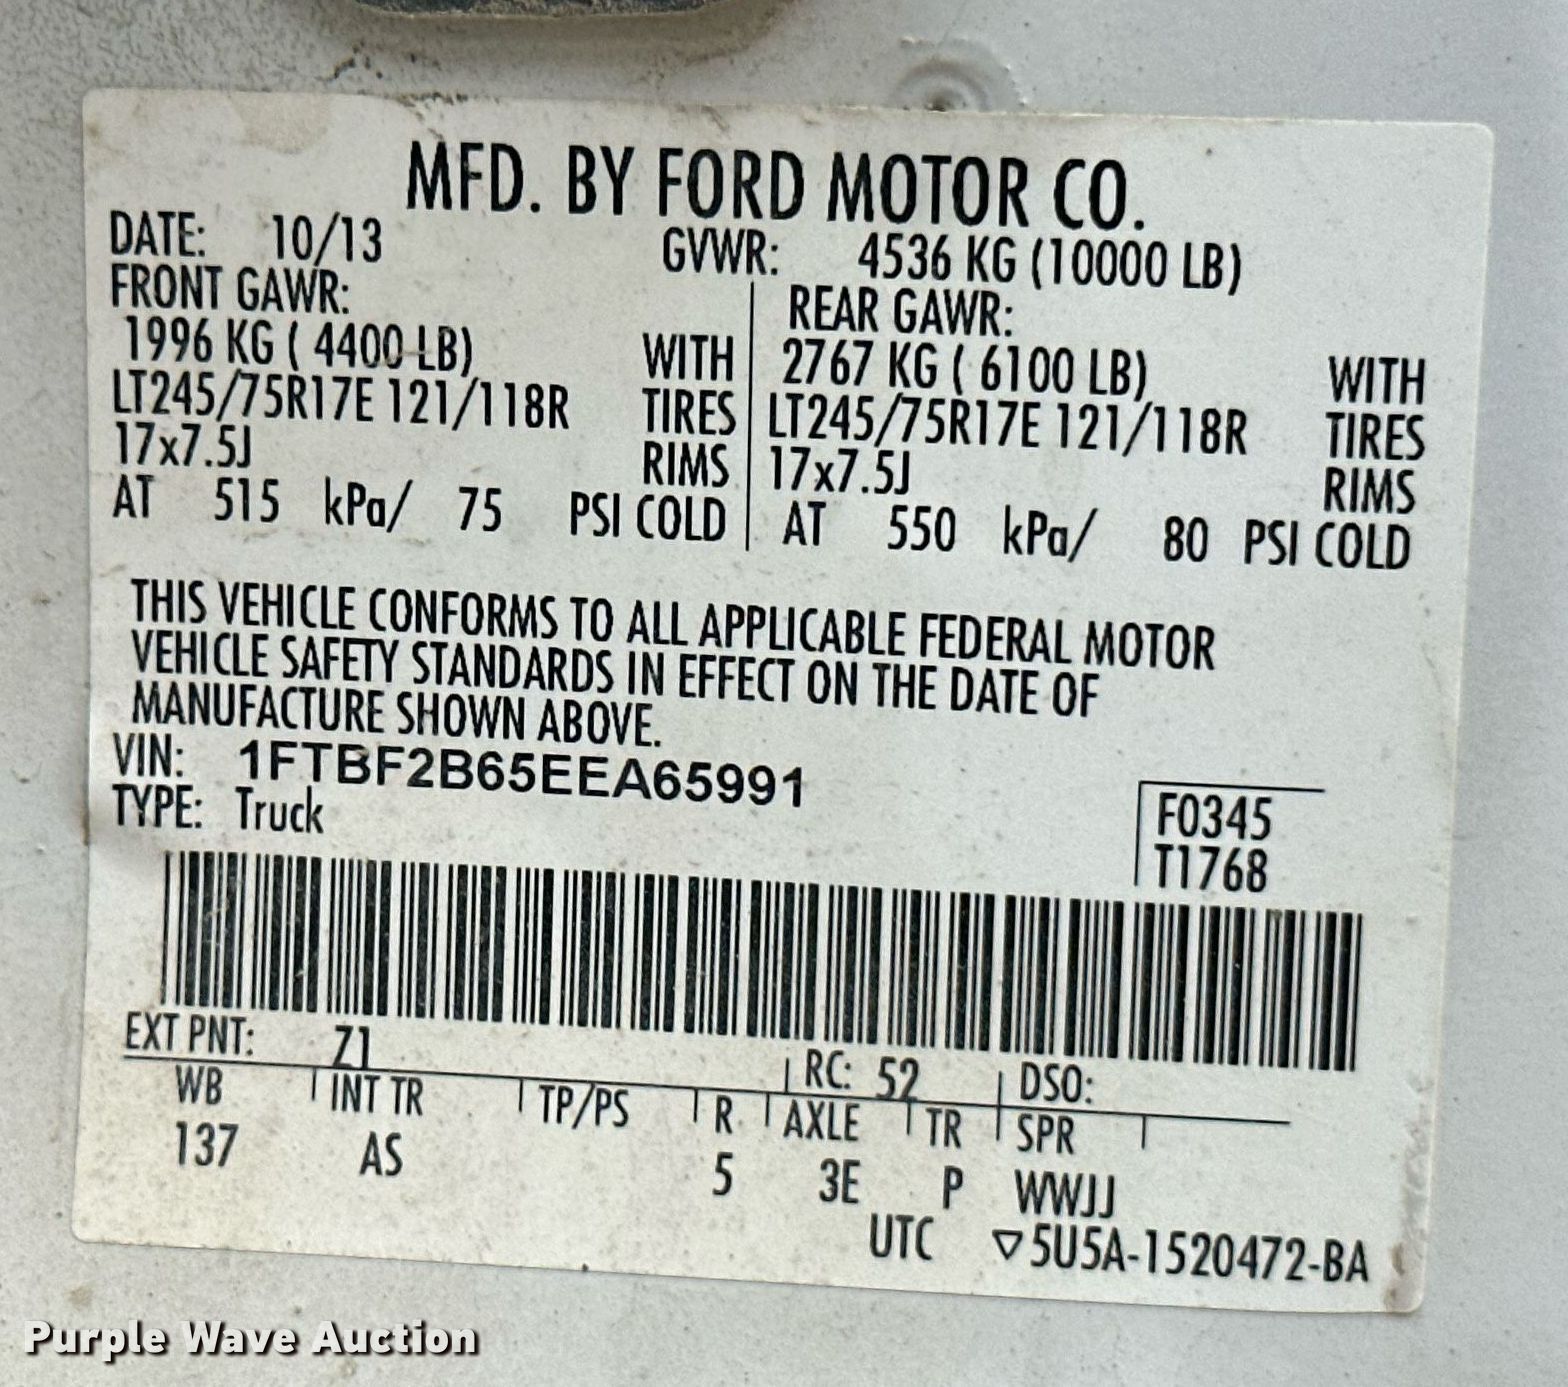 MFD. BY FORD MOTOR CO.
DATE: 10/13 GVWR: 4536 KG (10000 LB)
FRONT GAWR: REAR GAWR:
1996 KG ( 4400 LB) WITH 2767 KG ( 6100 LB) WITH
LT245/75R17E 121/118R TIRES LT245/75R17E 121/118R TIRES
17x7.5J RIMS 17x7.5J RIMS
AT 515 kPa/ 75 PSI COLD AT 550 kPa/ 80 PSI COLD
THIS VEHICLE CONFORMS TO ALL APPLICABLE FEDERAL MOTOR
VEHICLE SAFETY STANDARDS IN EFFECT ON THE DATE OF
MANUFACTURE SHOWN ABOVE.
VIN: 1FTBF2B65EEA65991
TYPE: Truck
F0345
T1768
EXT PNT: Z1 RC: 52 DSO:
WB INT TR TP/PS R AXLE TR SPR
137 AS 5 3E P WWJJ
UTC ▽5U5A-1520472-BA
Purple Wave Auction